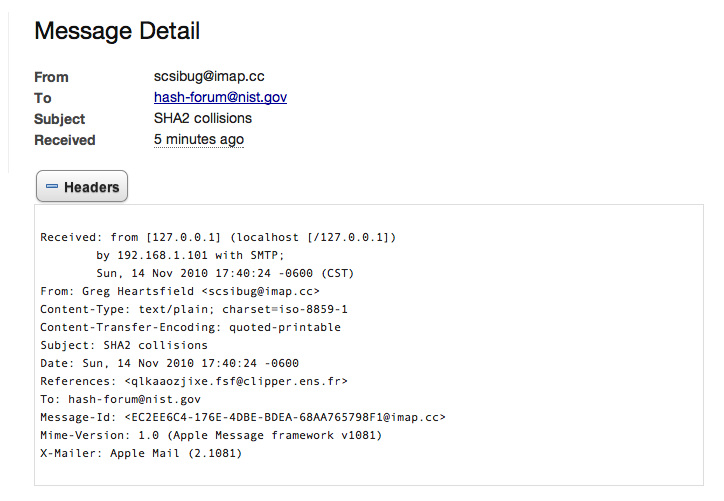 Message Detail
From scsibug@imap.cc
To hash-forum@nist.gov
Subject SHA2 collisions
Received 5 minutes ago
Headers
Received: from [127.0.0.1] (localhost [/127.0.0.1])
by 192.168.1.101 with SMTP;
Sun, 14 Nov 2010 17:40:24 -0600 (CST)
From: Greg Heartsfield <scsibug@imap.cc>
Content-Type: text/plain; charset=iso-8859-1
Content-Transfer-Encoding: quoted-printable
Subject: SHA2 collisions
Date: Sun, 14 Nov 2010 17:40:24 -0600
References: <qlkaaozjixe.fsf@clipper.ens.fr>
To: hash-forum@nist.gov
Message-Id: <EC2EE6C4-176E-4DBE-BDEA-68AA765798F1@imap.cc>
Mime-Version: 1.0 (Apple Message framework v1081)
X-Mailer: Apple Mail (2.1081)